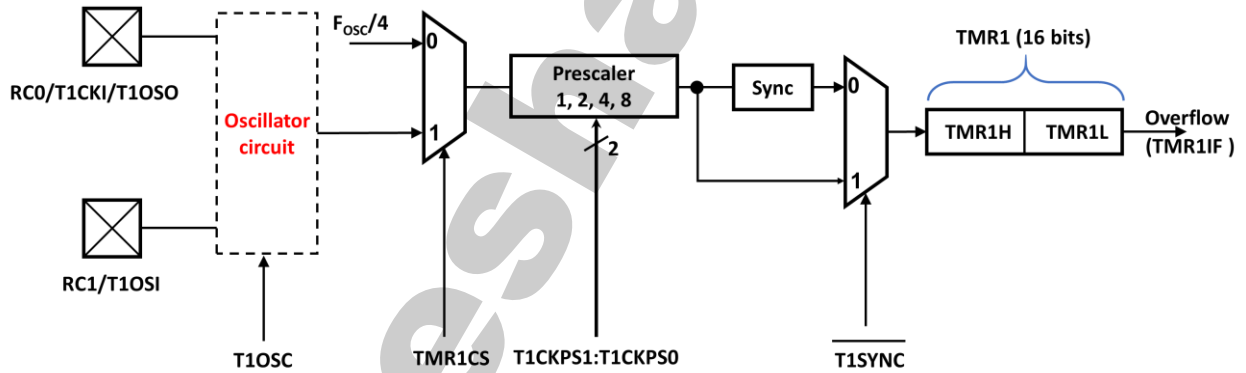 RC0/T1CKI/T1OSO
RC1/T1OSI
Oscillator
circuit
T1OSC
FOSC/4
0
1
TMR1CS
Prescaler
1, 2, 4, 8
2
T1CKPS1:T1CKPS0
Sync
0
1
T1SYNC
TMR1 (16 bits)
TMR1H TMR1L
Overflow
(TMR1IF )